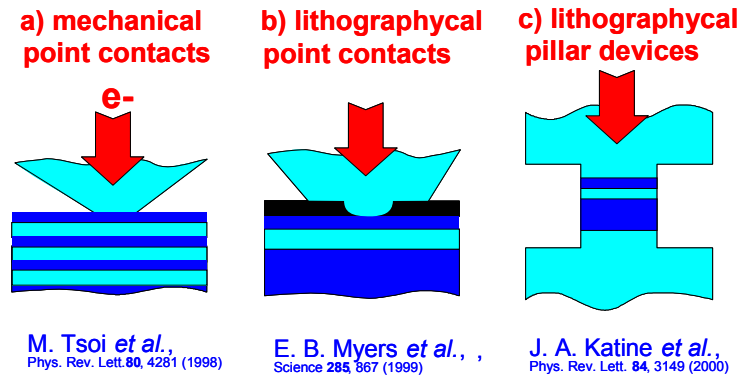 a) mechanical
point contacts
e-
M. Tsoi et al.,
Phys. Rev. Lett.80, 4281 (1998)
b) lithographycal
point contacts
E. B. Myers et al., ,
Science 285, 867 (1999)
c) lithographycal
pillar devices
J. A. Katine et al.,
Phys. Rev. Lett. 84, 3149 (2000)